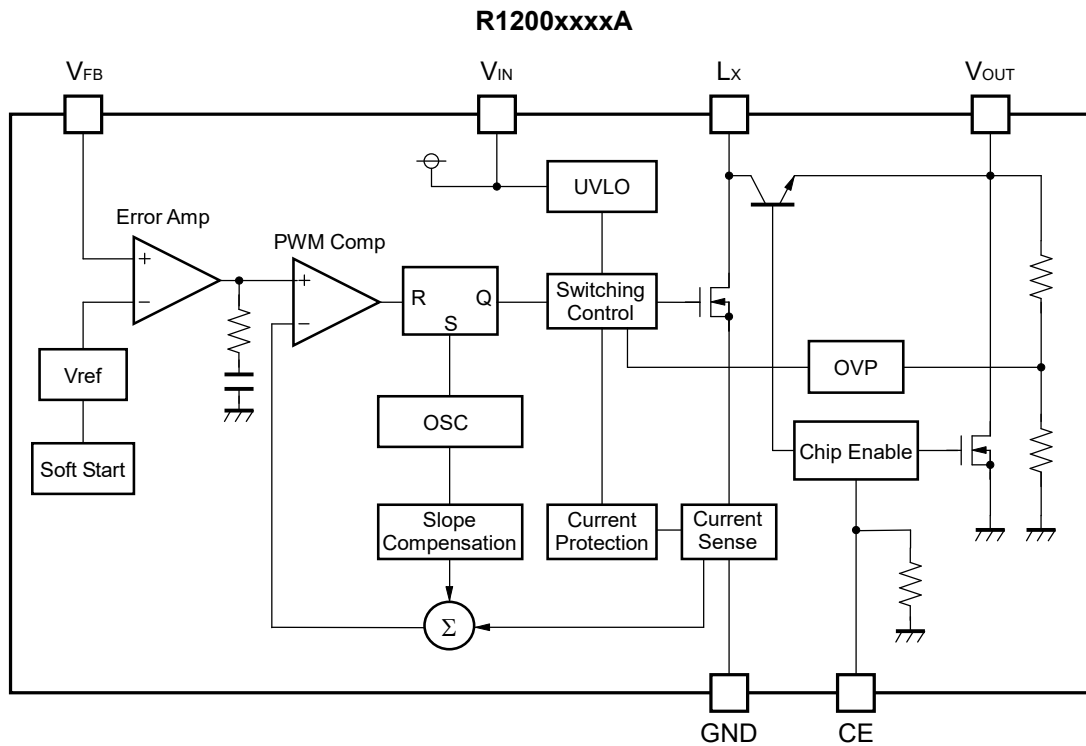 R1200xxxxA
VFB
VIN
LX
VOUT
Error Amp
+
−
PWM Comp
+
−
UVLO
R
Q
S
Switching
Control
Vref
OVP
OSC
Soft Start
Chip Enable
Slope
Compensation
Current
Protection
Current
Sense
Σ
GND
CE